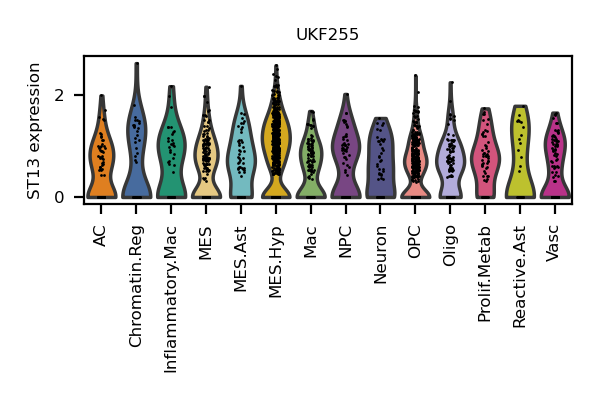 UKF255
ST13 expression
2
0
AC
Chromatin.Reg
Inflammatory.Mac
MES
MES.Ast
MES.Hyp
Mac
NPC
Neuron
OPC
Oligo
Prolif.Metab
Reactive.Ast
Vasc